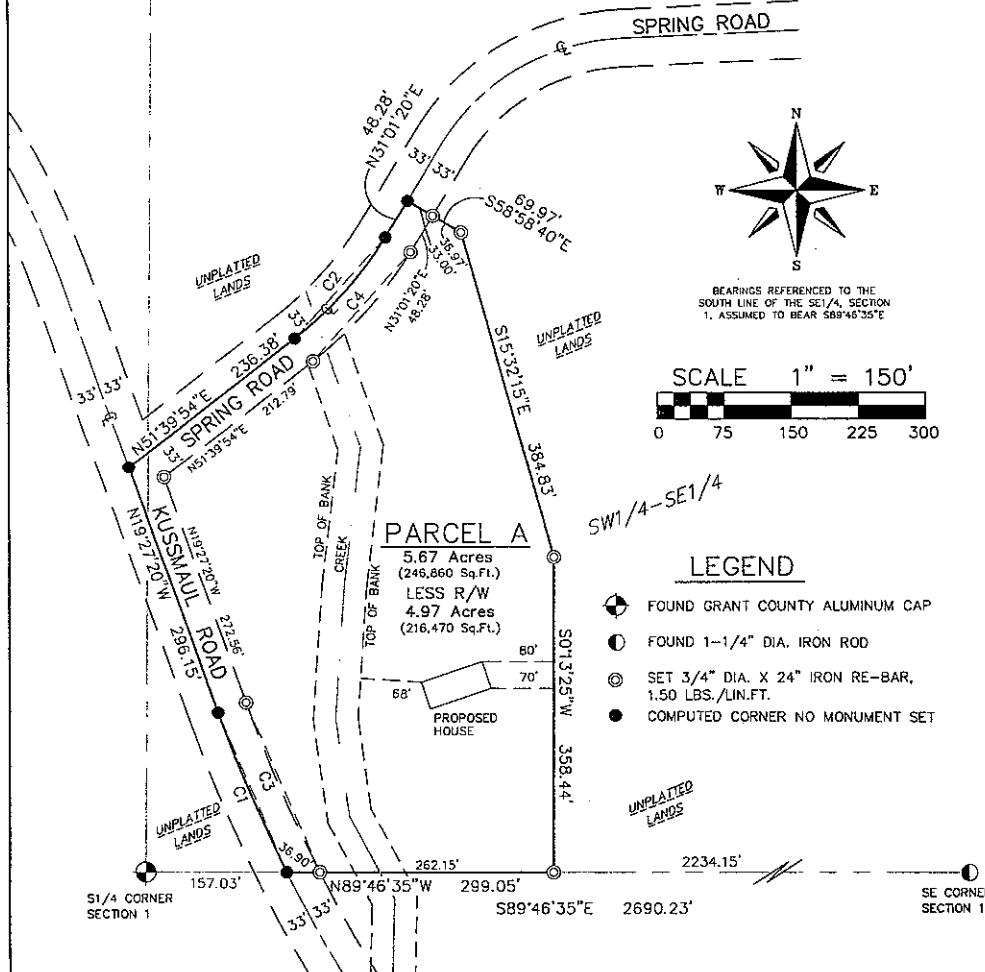 SPRING ROAD
℄
48.28'
N31°01'20"E
33' 33'
69.97'
S58°58'40"E
36.97'
33.00'
N31°01'20"E
48.28'
N
W
E
S
BEARINGS REFERENCED TO THE
SOUTH LINE OF THE SE1/4, SECTION
1, ASSUMED TO BEAR S89°46'35"E
UNPLATTED
LANDS
C2
C4
℄
33'
UNPLATTED
LANDS
SCALE 1" = 150'
0 75 150 225 300
33' 33'
℄
236.38'
N51°39'54"E
SPRING ROAD
33'
212.79'
N51°39'54"E
S15°32'15"E
384.83'
SW1/4-SE1/4
KUSSMAUL ROAD
N19°27'20"W
296.15'
N19°27'20"W
272.56'
TOP OF BANK
CREEK
TOP OF BANK
PARCEL A
5.67 Acres
(246,860 Sq.Ft.)
LESS R/W
4.97 Acres
(216,470 Sq.Ft.)
LEGEND
FOUND GRANT COUNTY ALUMINUM CAP
FOUND 1-1/4" DIA. IRON ROD
SET 3/4" DIA. X 24" IRON RE-BAR,
1.50 LBS./LIN.FT.
COMPUTED CORNER NO MONUMENT SET
80'
70'
68'
PROPOSED
HOUSE
S0°13'25"W
358.44'
C1
C3
UNPLATTED
LANDS
UNPLATTED
LANDS
36.90'
262.15'
2234.15'
157.03'
N89°46'35"W 299.05'
S89°46'35"E 2690.23'
33' 33'
S1/4 CORNER
SECTION 1
SE CORNER
SECTION 1